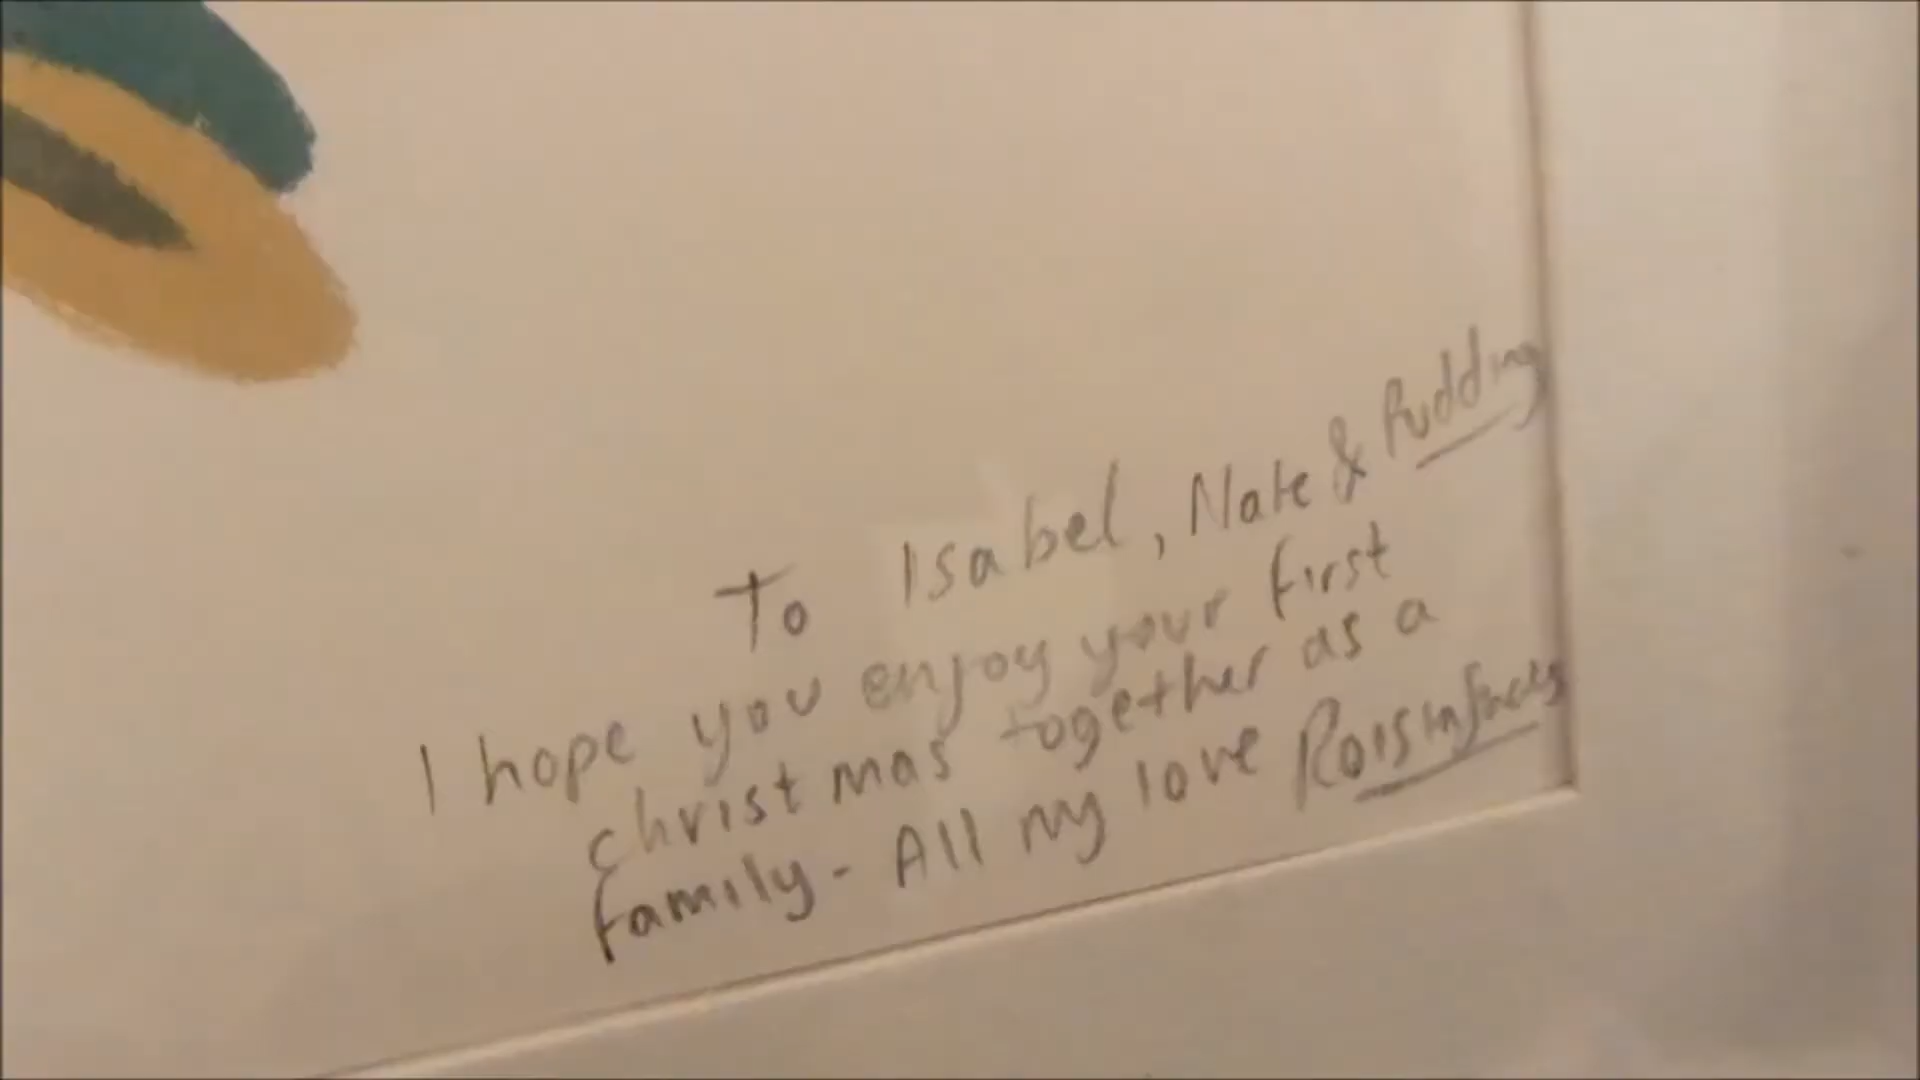 To Isabel, Nate & Pudding
I hope you enjoy your first
christmas together as a
family - All my love